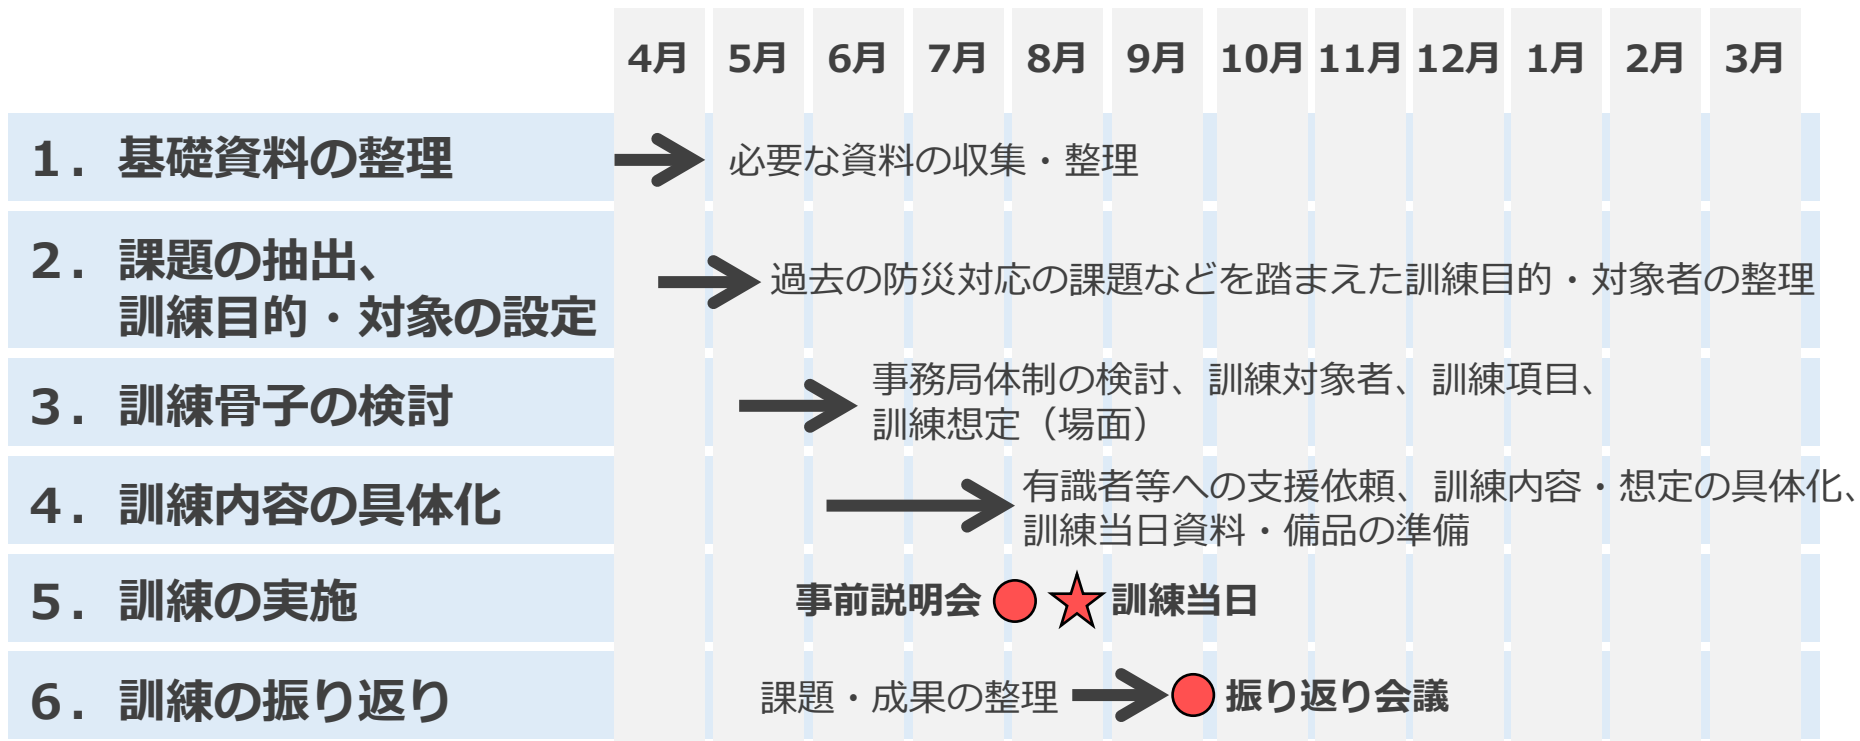 4月 5月 6月 7月 8月 9月 10月 11月 12月 1月 2月 3月
1．基礎資料の整理
必要な資料の収集・整理
2．課題の抽出、
訓練目的・対象の設定
過去の防災対応の課題などを踏まえた訓練目的・対象者の整理
3．訓練骨子の検討
事務局体制の検討、訓練対象者、訓練項目、
訓練想定（場面）
4．訓練内容の具体化
有識者等への支援依頼、訓練内容・想定の具体化、
訓練当日資料・備品の準備
5．訓練の実施
事前説明会 訓練当日
6．訓練の振り返り
課題・成果の整理 振り返り会議